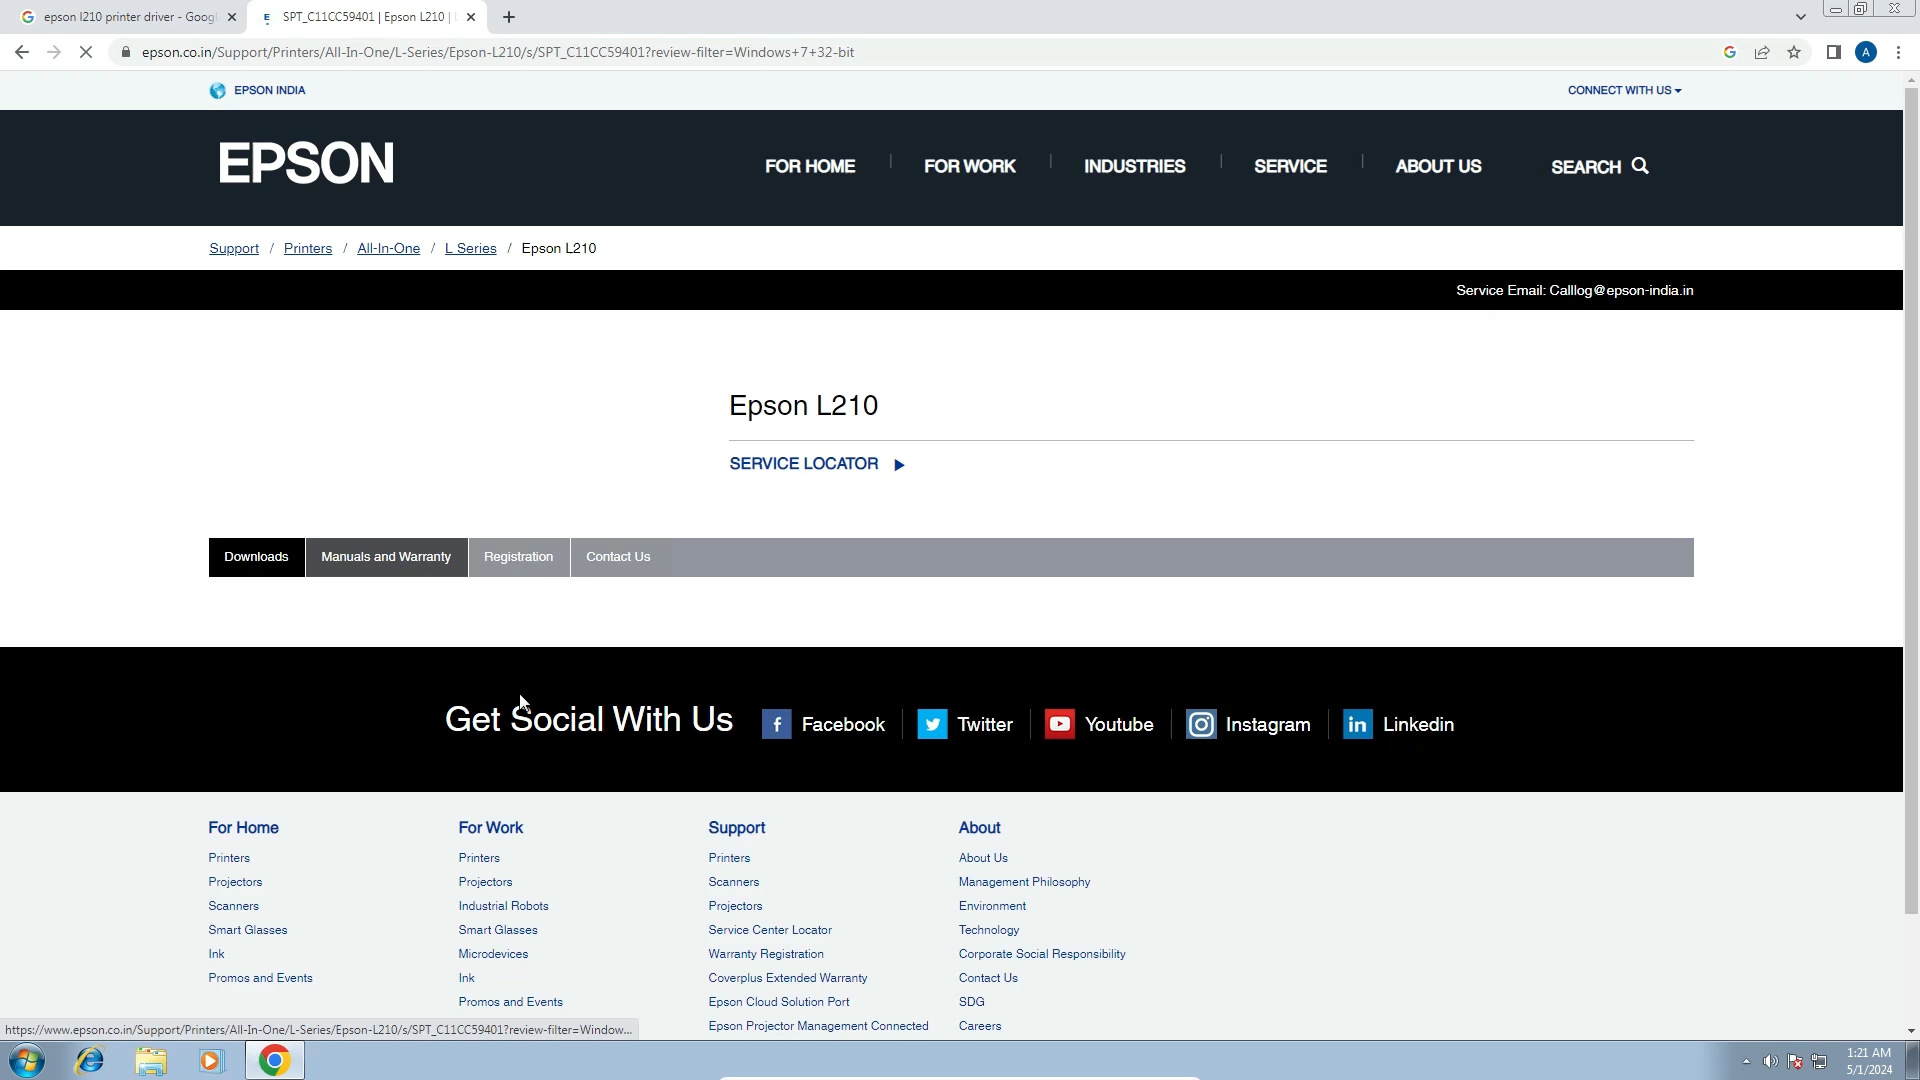 epson l210 printer driver - Googl
SPT_C11CC59401 | Epson L210 |
epson.co.in/Support/Printers/All-In-One/L-Series/Epson-L210/s/SPT_C11CC59401?review-filter=Windows+7+32-bit
A
EPSON INDIA
CONNECT WITH US
EPSON
FOR HOME
FOR WORK
INDUSTRIES
SERVICE
ABOUT US
SEARCH
Support / Printers / All-In-One / L Series / Epson L210
Service Email: Calllog@epson-india.in
Epson L210
SERVICE LOCATOR
Downloads
Manuals and Warranty
Registration
Contact Us
Get Social With Us
Facebook
Twitter
Youtube
Instagram
Linkedin
For Home
Printers
Projectors
Scanners
Smart Glasses
Ink
Promos and Events
For Work
Printers
Projectors
Industrial Robots
Smart Glasses
Microdevices
Ink
Promos and Events
Support
Printers
Scanners
Projectors
Service Center Locator
Warranty Registration
Coverplus Extended Warranty
Epson Cloud Solution Port
Epson Projector Management Connected
About
About Us
Management Philosophy
Environment
Technology
Corporate Social Responsibility
Contact Us
SDG
Careers
https://www.epson.co.in/Support/Printers/All-In-One/L-Series/Epson-L210/s/SPT_C11CC59401?review-filter=Window...
1:21 AM
5/1/2024